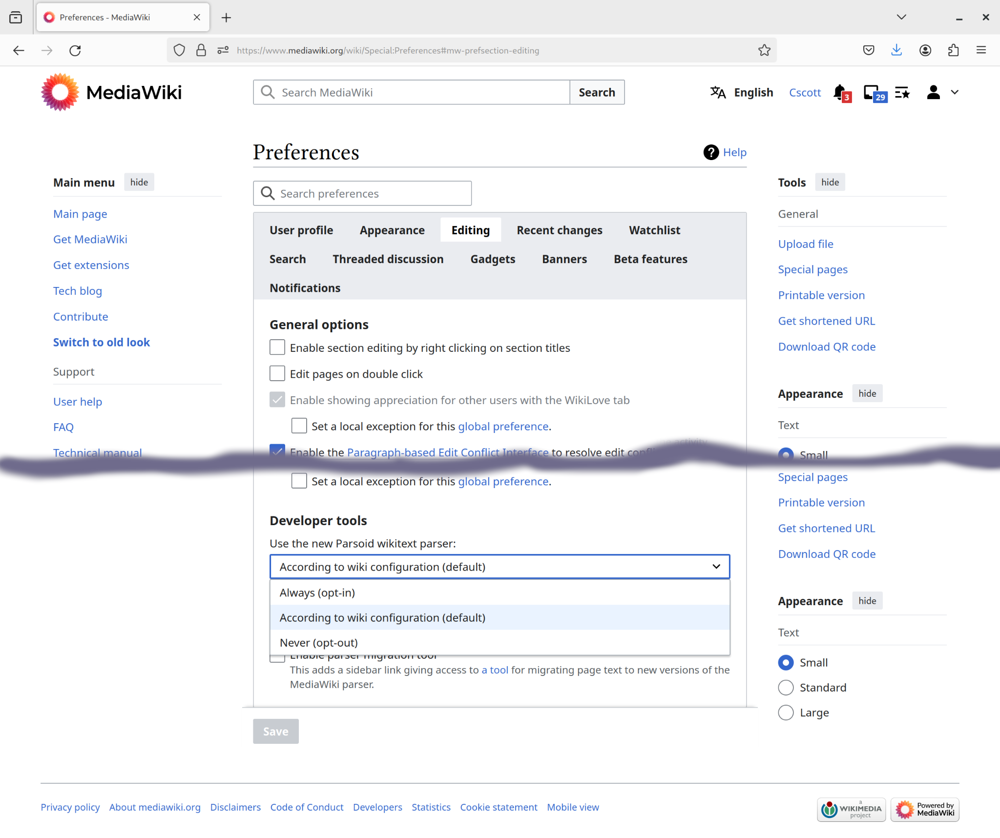 Preferences - MediaWiki
https://www.mediawiki.org/wiki/Special:Preferences#mw-prefsection-editing
MediaWiki
Search MediaWiki
Search
English
Cscott
3
29
Preferences
Help
Main menu hide
Main page
Get MediaWiki
Get extensions
Tech blog
Contribute
Switch to old look
Support
User help
FAQ
Technical manual
Search preferences
User profile Appearance Editing Recent changes Watchlist
Search Threaded discussion Gadgets Banners Beta features
Notifications
General options
Enable section editing by right clicking on section titles
Edit pages on double click
Enable showing appreciation for other users with the WikiLove tab
Set a local exception for this global preference.
Enable the Paragraph-based Edit Conflict Interface to resolve edit
activity
Set a local exception for this global preference.
Developer tools
Use the new Parsoid wikitext parser:
According to wiki configuration (default)
Always (opt-in)
According to wiki configuration (default)
Never (opt-out)
Enable parser migration tool
This adds a sidebar link giving access to a tool for migrating page text to new versions of the
MediaWiki parser.
Save
Tools hide
General
Upload file
Special pages
Printable version
Get shortened URL
Download QR code
Appearance hide
Text
Small
Special pages
Printable version
Get shortened URL
Download QR code
Appearance hide
Text
Small
Standard
Large
Privacy policy About mediawiki.org Disclaimers Code of Conduct Developers Statistics Cookie statement Mobile view
a
WIKIMEDIA
project
Powered by
MediaWiki